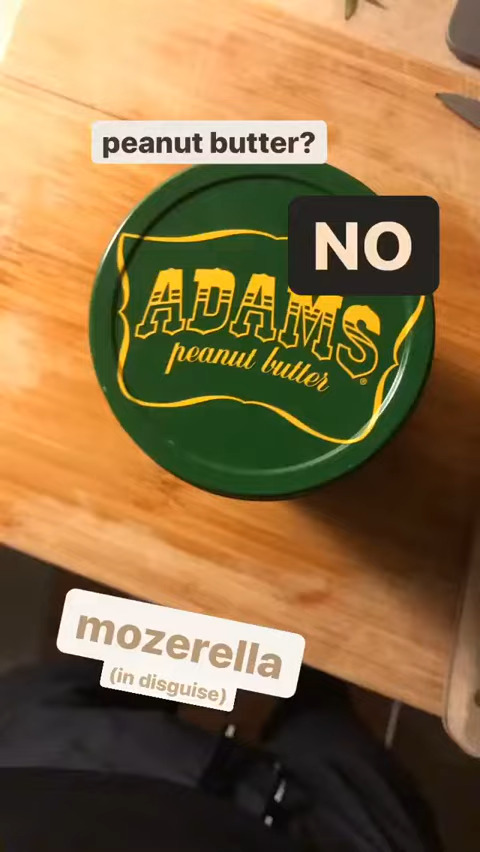 peanut butter?
NO
ADAMS®
peanut butter
mozerella
(in disguise)